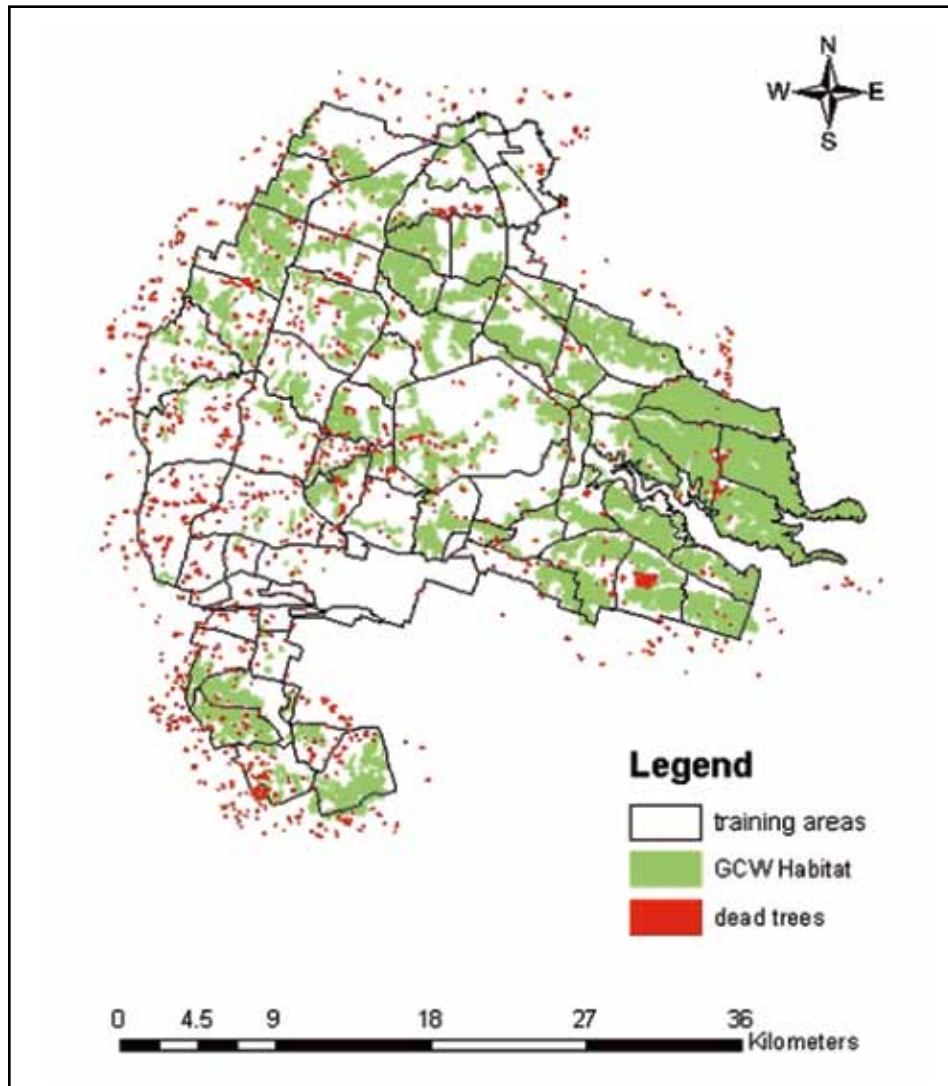 N
W E
S
Legend
training areas
GCW Habitat
dead trees
0 4.5 9 18 27 36
Kilometers